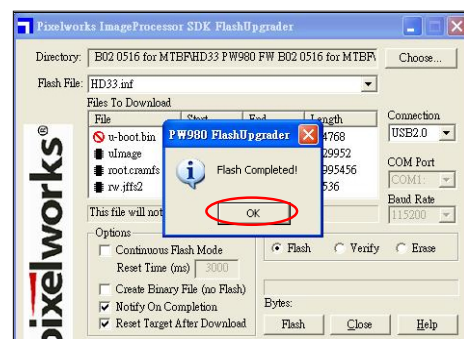 Pixelworks ImageProcessor SDK FlashUpgrader
Directory: B02 0516 for MTBF\HD33 PW980 FW B02 0516 for MTBF\ Choose...
Flash File: HD33.inf
Files To Download
File Start End Length
u-boot.bin 4768
uImage 29952
root.cramfs 995456
rw.jffs2 536
This file will not
PW980 FlashUpgrader
Flash Completed!
OK
Connection
USB2.0
COM Port
COM1:
Baud Rate
115200
pixelworks®
Options
Continuous Flash Mode
Reset Time (ms) 3000
Create Binary File (no Flash)
Notify On Completion
Reset Target After Download
Flash Verify Erase
Bytes:
Flash Close Help